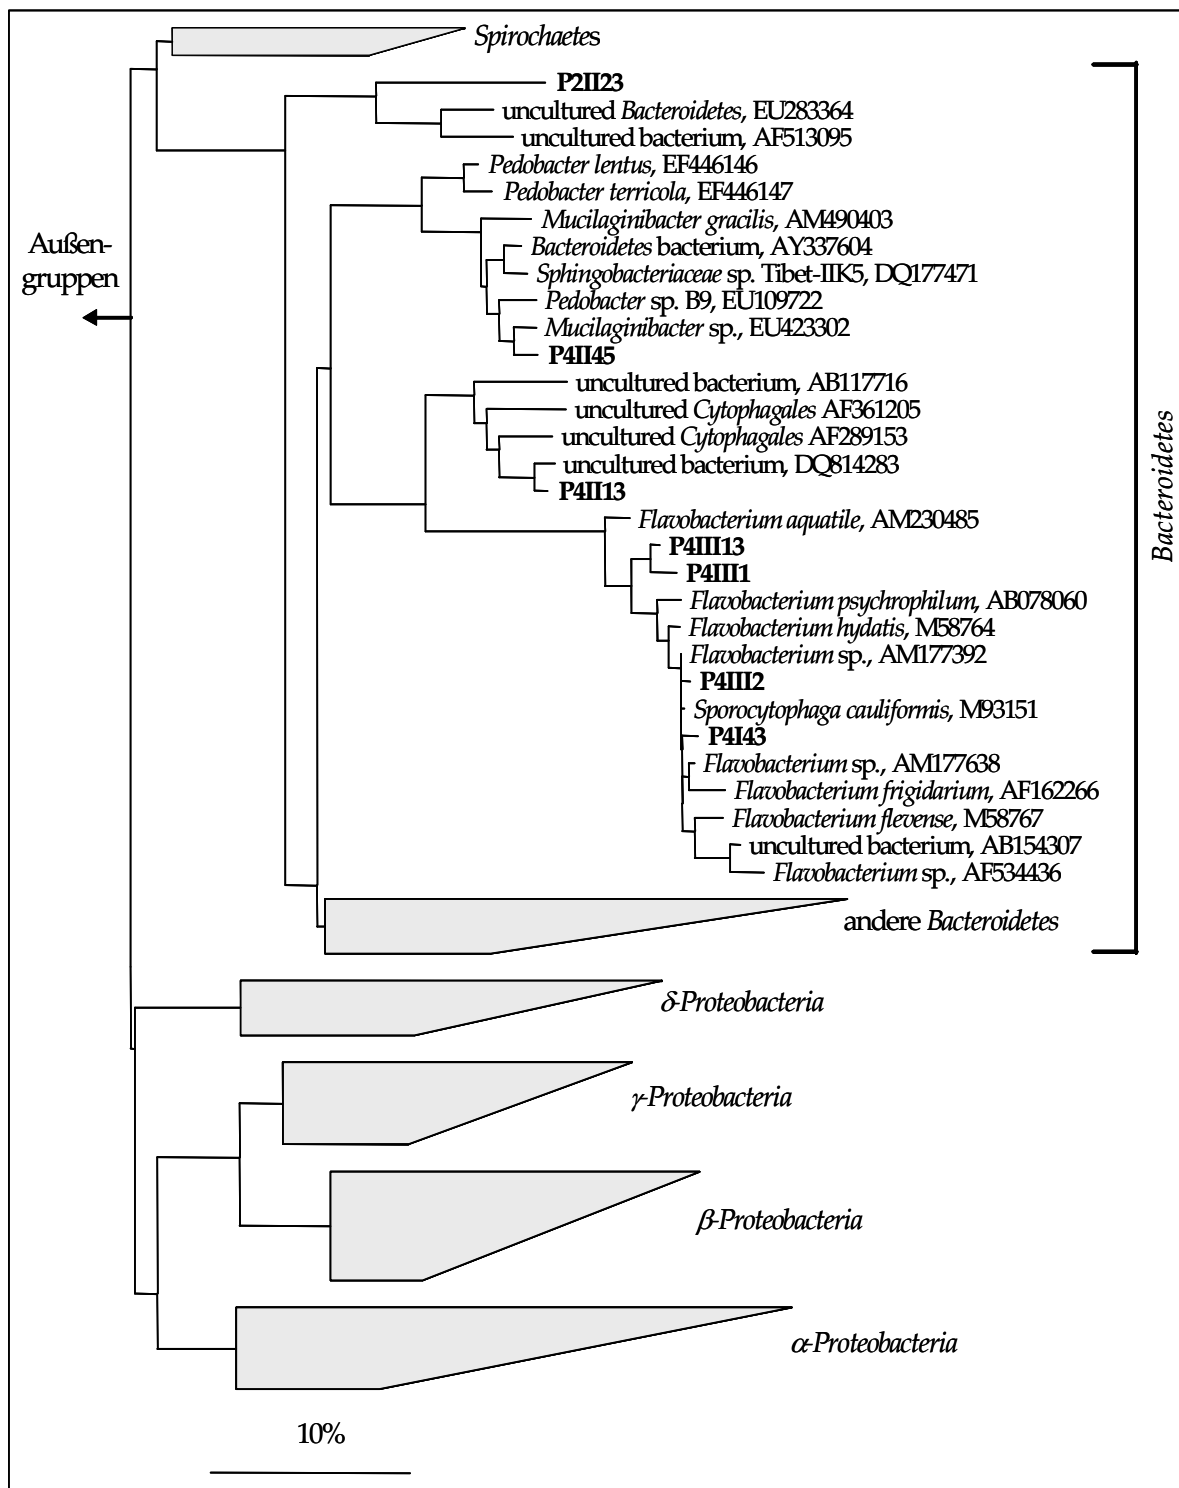 Spirochaetes
P2II23
uncultured Bacteroidetes, EU283364
uncultured bacterium, AF513095
Pedobacter lentus, EF446146
Pedobacter terricola, EF446147
Mucilaginibacter gracilis, AM490403
Außen-
gruppen
Bacteroidetes bacterium, AY337604
Sphingobacteriaceae sp. Tibet-IIK5, DQ177471
Pedobacter sp. B9, EU109722
Mucilaginibacter sp., EU423302
P4II45
uncultured bacterium, AB117716
uncultured Cytophagales AF361205
uncultured Cytophagales AF289153
uncultured bacterium, DQ814283
P4II13
Bacteroidetes
Flavobacterium aquatile, AM230485
P4III13
P4III1
Flavobacterium psychrophilum, AB078060
Flavobacterium hydatis, M58764
Flavobacterium sp., AM177392
P4III2
Sporocytophaga cauliformis, M93151
P4I43
Flavobacterium sp., AM177638
Flavobacterium frigidarium, AF162266
Flavobacterium flevense, M58767
uncultured bacterium, AB154307
Flavobacterium sp., AF534436
andere Bacteroidetes
δ-Proteobacteria
γ-Proteobacteria
β-Proteobacteria
α-Proteobacteria
10%